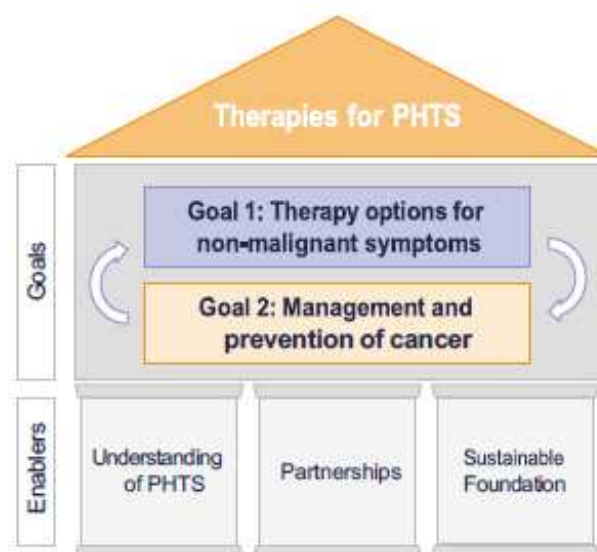 Therapies for PHTS
Goals
Goal 1: Therapy options for
non-malignant symptoms
Goal 2: Management and
prevention of cancer
Enablers
Understanding
of PHTS
Partnerships
Sustainable
Foundation